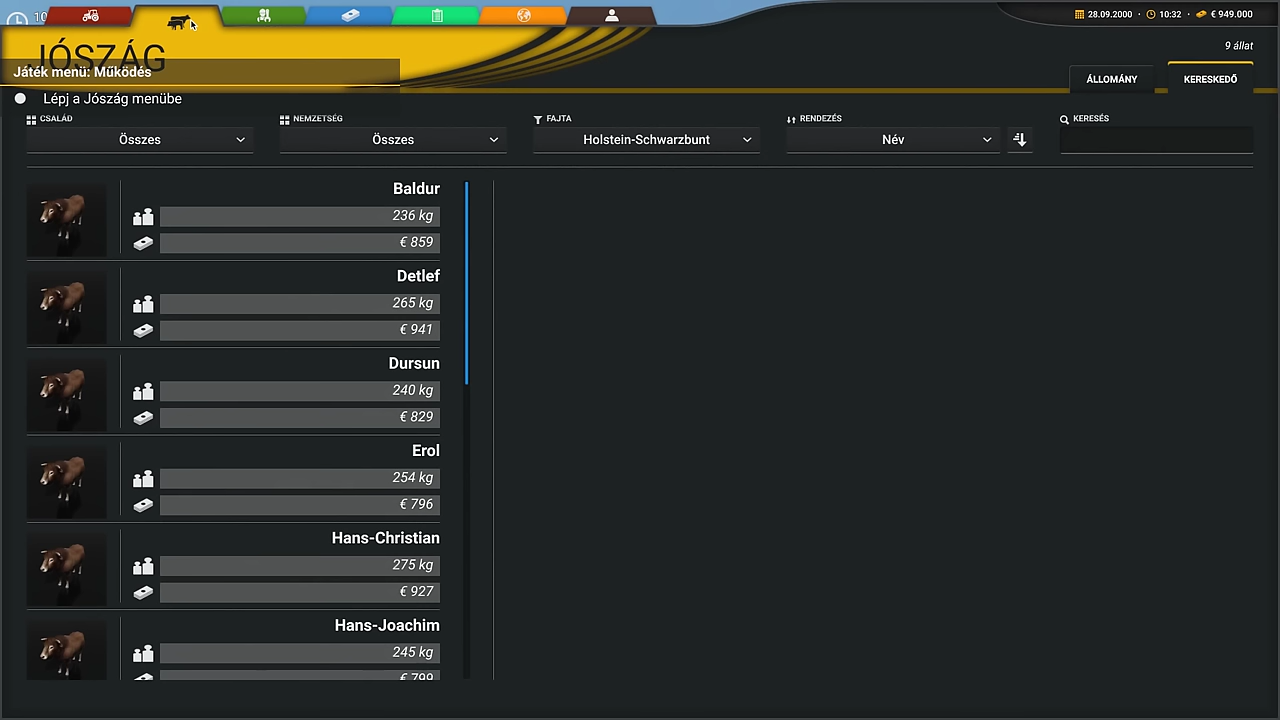 10
28.09.2000 · 10:32 · € 949.000
JÓSZÁG
9 állat
Játék menü: Működés
ÁLLOMÁNY
KERESKEDŐ
Lépj a Jószág menübe
CSALÁD
NEMZETSÉG
FAJTA
RENDEZÉS
KERESÉS
Összes
Összes
Holstein-Schwarzbunt
Név
Baldur
236 kg
€ 859
Detlef
265 kg
€ 941
Dursun
240 kg
€ 829
Erol
254 kg
€ 796
Hans-Christian
275 kg
€ 927
Hans-Joachim
245 kg
€ 799